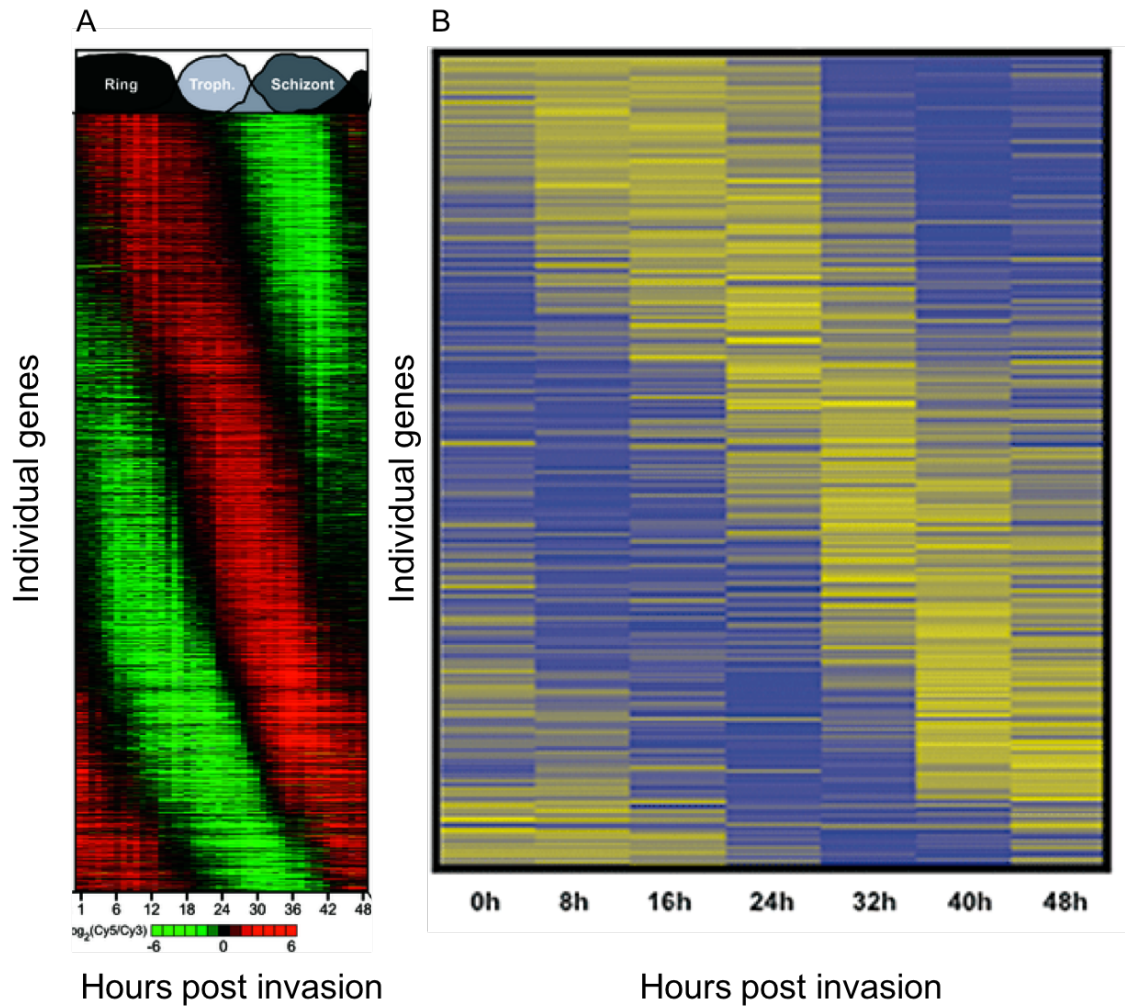 A
B
Ring
Troph.
Schizont
Individual genes
Individual genes
1 6 12 18 24 30 36 42 48
og2(Cy5/Cy3)
-6 0 6
0h 8h 16h 24h 32h 40h 48h
Hours post invasion
Hours post invasion